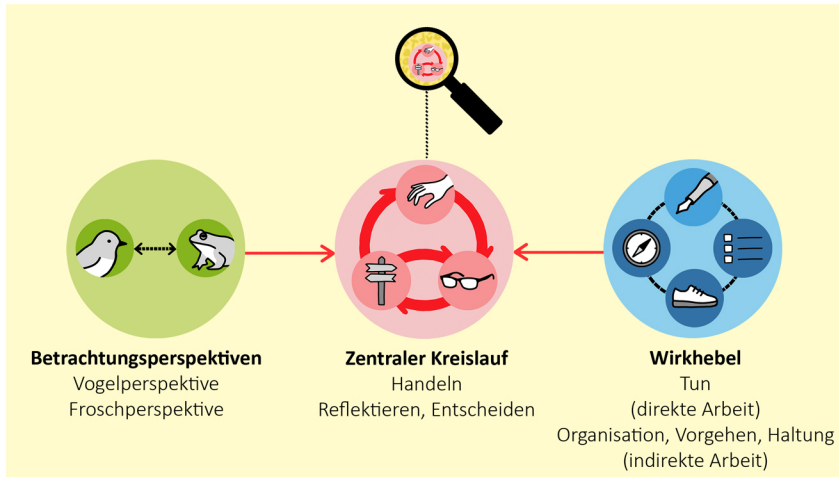 Betrachtungsperspektiven
Vogelperspektive
Froschperspektive
Zentraler Kreislauf
Handeln
Reflektieren, Entscheiden
Wirkhebel
Tun
(direkte Arbeit)
Organisation, Vorgehen, Haltung
(indirekte Arbeit)